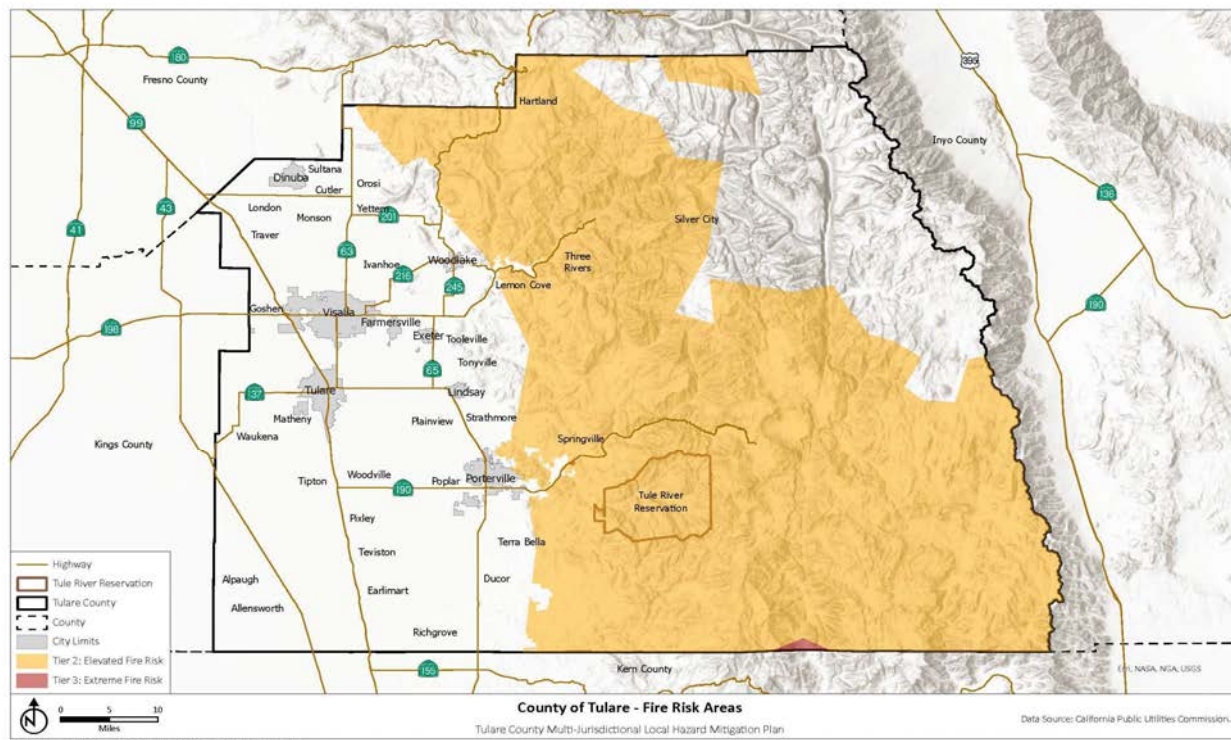 180
Fresno County
99
Hartland
395
Inyo County
Sultana
Dinuba
Cutler
Orosi
136
43
London
Monson
Yettem
201
Silver City
41
Traver
63
Ivanhoe
Woodlake
Three
Rivers
216
245
Lemon Cove
190
Goshen
Visalia
198
Farmersville
Exeter
Tooleville
Tonyville
65
137
Tulare
Lindsay
Matheny
Plainview
Strathmore
Waukena
Springville
Kings County
Woodville
Porterville
Tipton
190
Poplar
Tule River
Reservation
Pixley
Terra Bella
Teviston
Alpaugh
Ducor
Earlimart
Allensworth
Richgrove
Kern County
155
Highway
Tule River Reservation
Tulare County
County
City Limits
Tier 2: Elevated Fire Risk
Tier 3: Extreme Fire Risk
Esri, NASA, NGA, USGS
N
0 5 10
Miles
County of Tulare - Fire Risk Areas
Tulare County Multi-Jurisdictional Local Hazard Mitigation Plan
Data Source: California Public Utilities Commission.